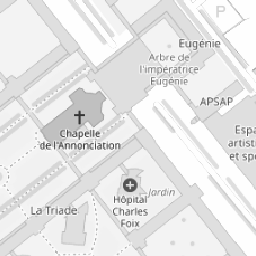 Eugénie
Arbre de
l'impératrice
Eugénie
P
APSAP
Chapelle
de l'Annonciation
Espa
artisti
et spo
Jardin
Hôpital
Charles
Foix
La Triade